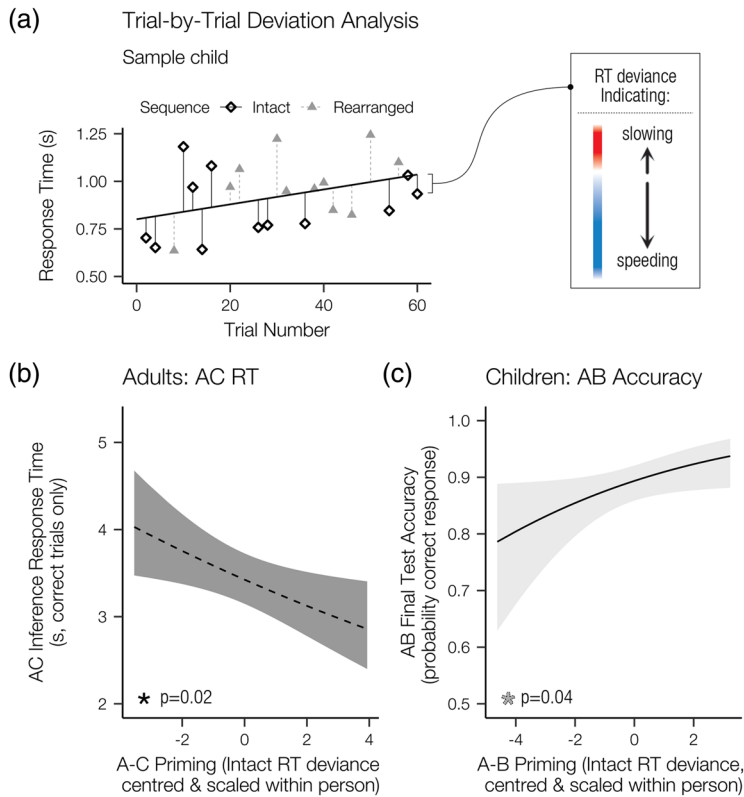 (a) Trial-by-Trial Deviation Analysis
Sample child
Sequence Intact Rearranged
Response Time (s)
1.25
1.00
0.75
0.50
0 20 40 60
Trial Number
RT deviance
Indicating:
slowing
speeding
(b) Adults: AC RT
AC Inference Response Time
(s, correct trials only)
5
4
3
2
* p=0.02
-2 0 2 4
A-C Priming (Intact RT deviance
centred & scaled within person)
(c) Children: AB Accuracy
AB Final Test Accuracy
(probability correct response)
1.0
0.9
0.8
0.7
0.6
0.5
* p=0.04
-4 -2 0 2
A-B Priming (Intact RT deviance,
centred & scaled within person)